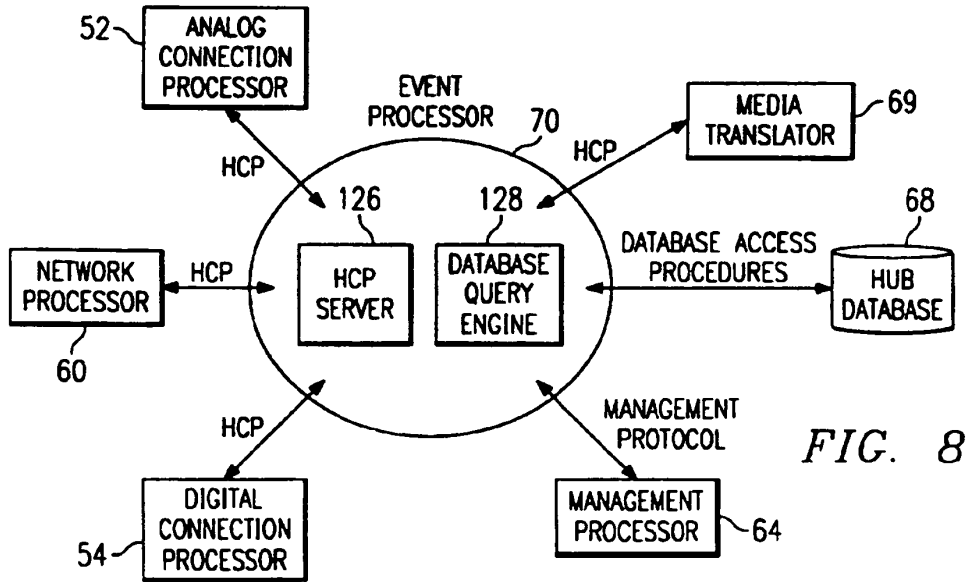 52
ANALOG
CONNECTION
PROCESSOR
EVENT
PROCESSOR
70
MEDIA
TRANSLATOR
69
HCP
HCP
126
128
68
NETWORK
PROCESSOR
60
HCP
HCP
SERVER
DATABASE
QUERY
ENGINE
DATABASE ACCESS
PROCEDURES
HUB
DATABASE
HCP
MANAGEMENT
PROTOCOL
FIG. 8
DIGITAL
CONNECTION
PROCESSOR
54
MANAGEMENT
PROCESSOR
64